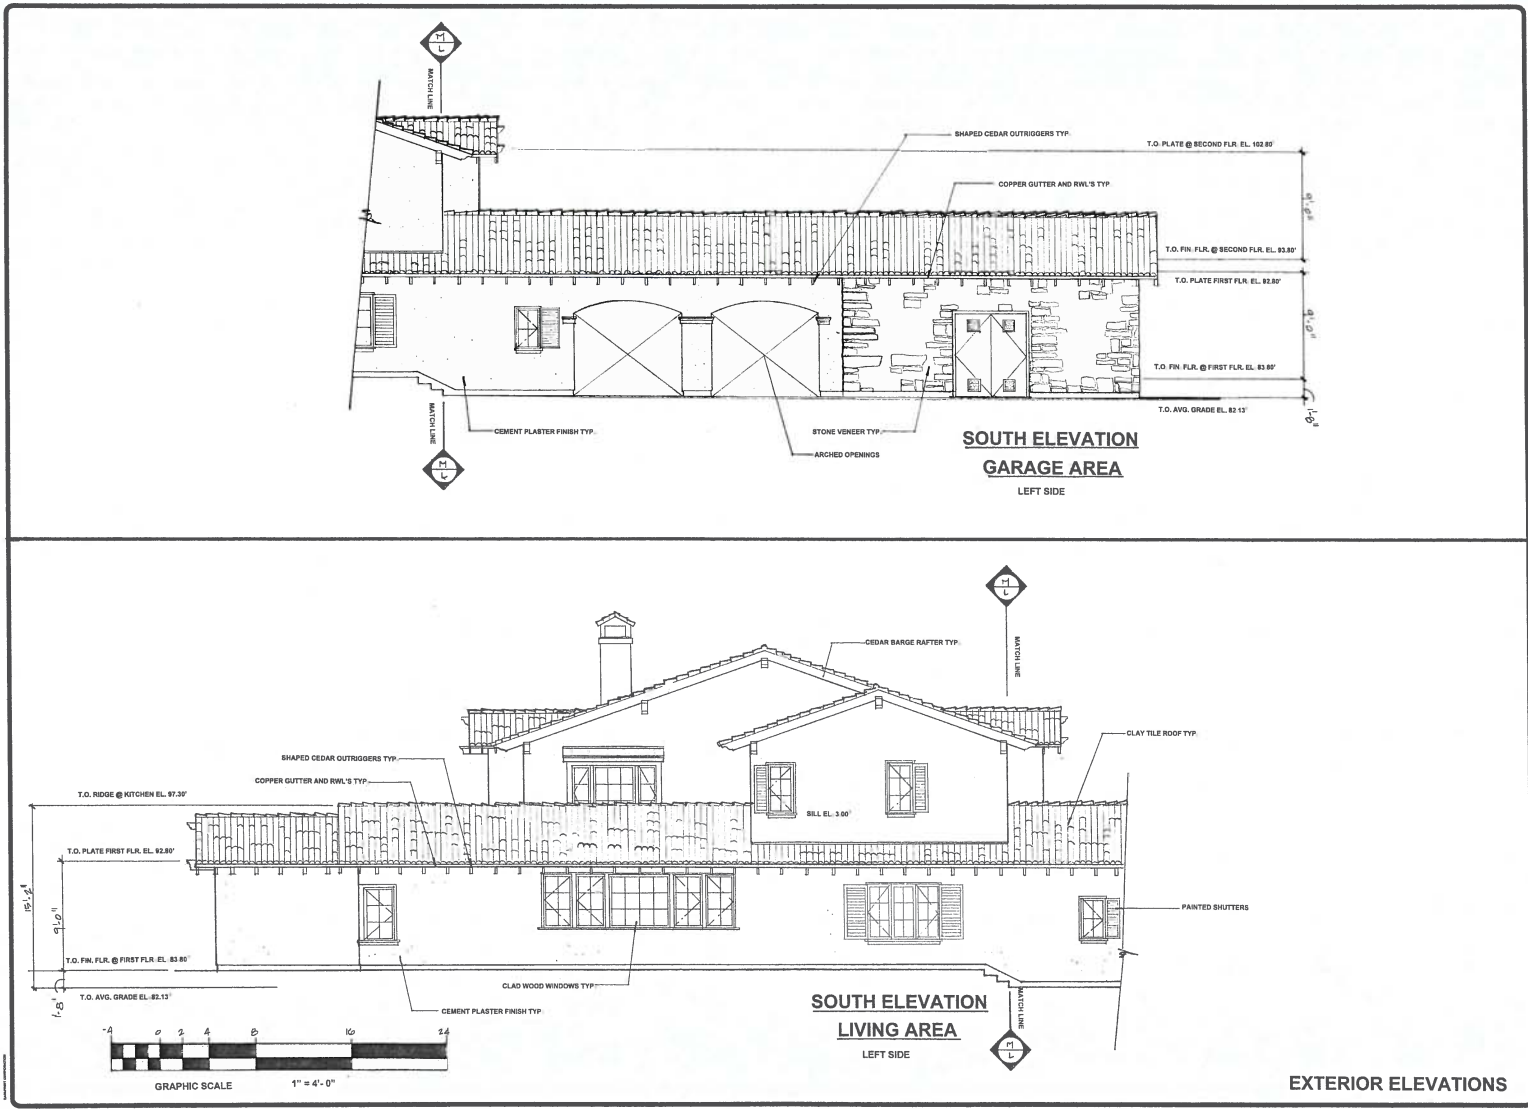 M
L
MATCH LINE
SHAPED CEDAR OUTRIGGERS TYP.
T.O. PLATE @ SECOND FLR. EL. 102.80'
COPPER GUTTER AND RWL'S TYP.
9'-0"
T.O. FIN. FLR. @ SECOND FLR. EL. 93.80'
T.O. PLATE FIRST FLR. EL. 92.80'
9'-0"
T.O. FIN. FLR. @ FIRST FLR. EL. 83.80'
T.O. AVG. GRADE EL. 82.13'
1'-8"
MATCH LINE
CEMENT PLASTER FINISH TYP.
STONE VENEER TYP.
ARCHED OPENINGS
M
L
SOUTH ELEVATION
GARAGE AREA
LEFT SIDE
M
L
MATCH LINE
CEDAR BARGE RAFTER TYP.
CLAY TILE ROOF TYP.
SHAPED CEDAR OUTRIGGERS TYP.
COPPER GUTTER AND RWL'S TYP.
T.O. RIDGE @ KITCHEN EL. 97.30'
SILL EL. 3.00'
T.O. PLATE FIRST FLR. EL. 92.80'
15'-2"
9'-0"
PAINTED SHUTTERS
T.O. FIN. FLR. @ FIRST FLR. EL. 83.80'
T.O. AVG. GRADE EL. 82.13'
1'-8"
CLAD WOOD WINDOWS TYP.
CEMENT PLASTER FINISH TYP.
SOUTH ELEVATION
LIVING AREA
LEFT SIDE
MATCH LINE
M
L
-4 0 2 4 8 16 24
GRAPHIC SCALE 1" = 4'- 0"
EXTERIOR ELEVATIONS